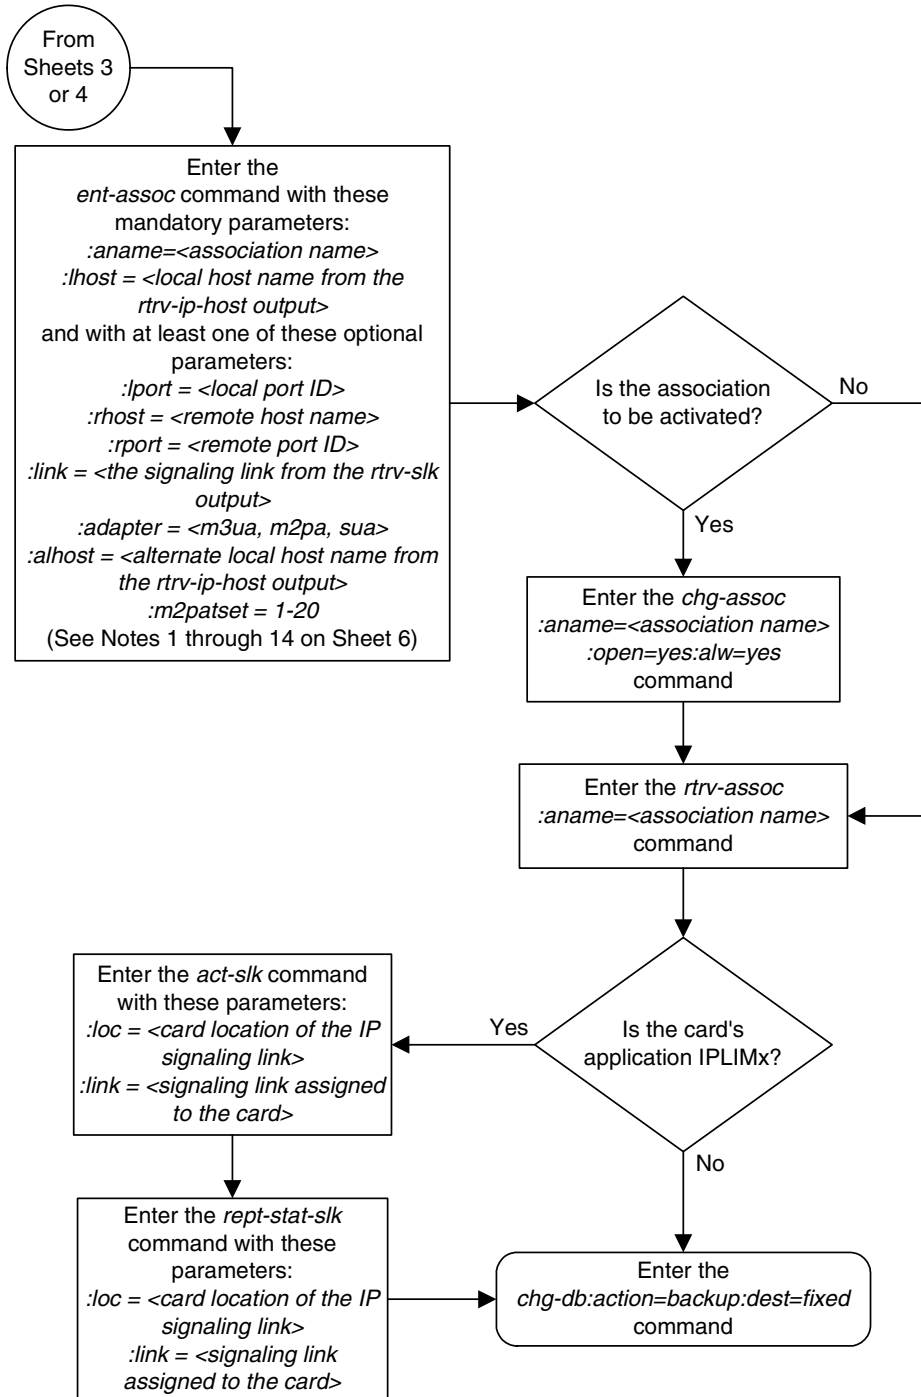 From
Sheets 3
or 4
Enter the
ent-assoc command with these
mandatory parameters:
:aname=<association name>
:lhost = <local host name from the
rtrv-ip-host output>
and with at least one of these optional
parameters:
:lport = <local port ID>
:rhost = <remote host name>
:rport = <remote port ID>
:link = <the signaling link from the rtrv-slk
output>
:adapter = <m3ua, m2pa, sua>
:alhost = <alternate local host name from
the rtrv-ip-host output>
:m2patset = 1-20
(See Notes 1 through 14 on Sheet 6)
Is the association
to be activated?
No
Yes
Enter the chg-assoc
:aname=<association name>
:open=yes:alw=yes
command
Enter the rtrv-assoc
:aname=<association name>
command
Is the card's
application IPLIMx?
Yes
No
Enter the act-slk command
with these parameters:
:loc = <card location of the IP
signaling link>
:link = <signaling link assigned
to the card>
Enter the rept-stat-slk
command with these
parameters:
:loc = <card location of the IP
signaling link>
:link = <signaling link
assigned to the card>
Enter the
chg-db:action=backup:dest=fixed
command